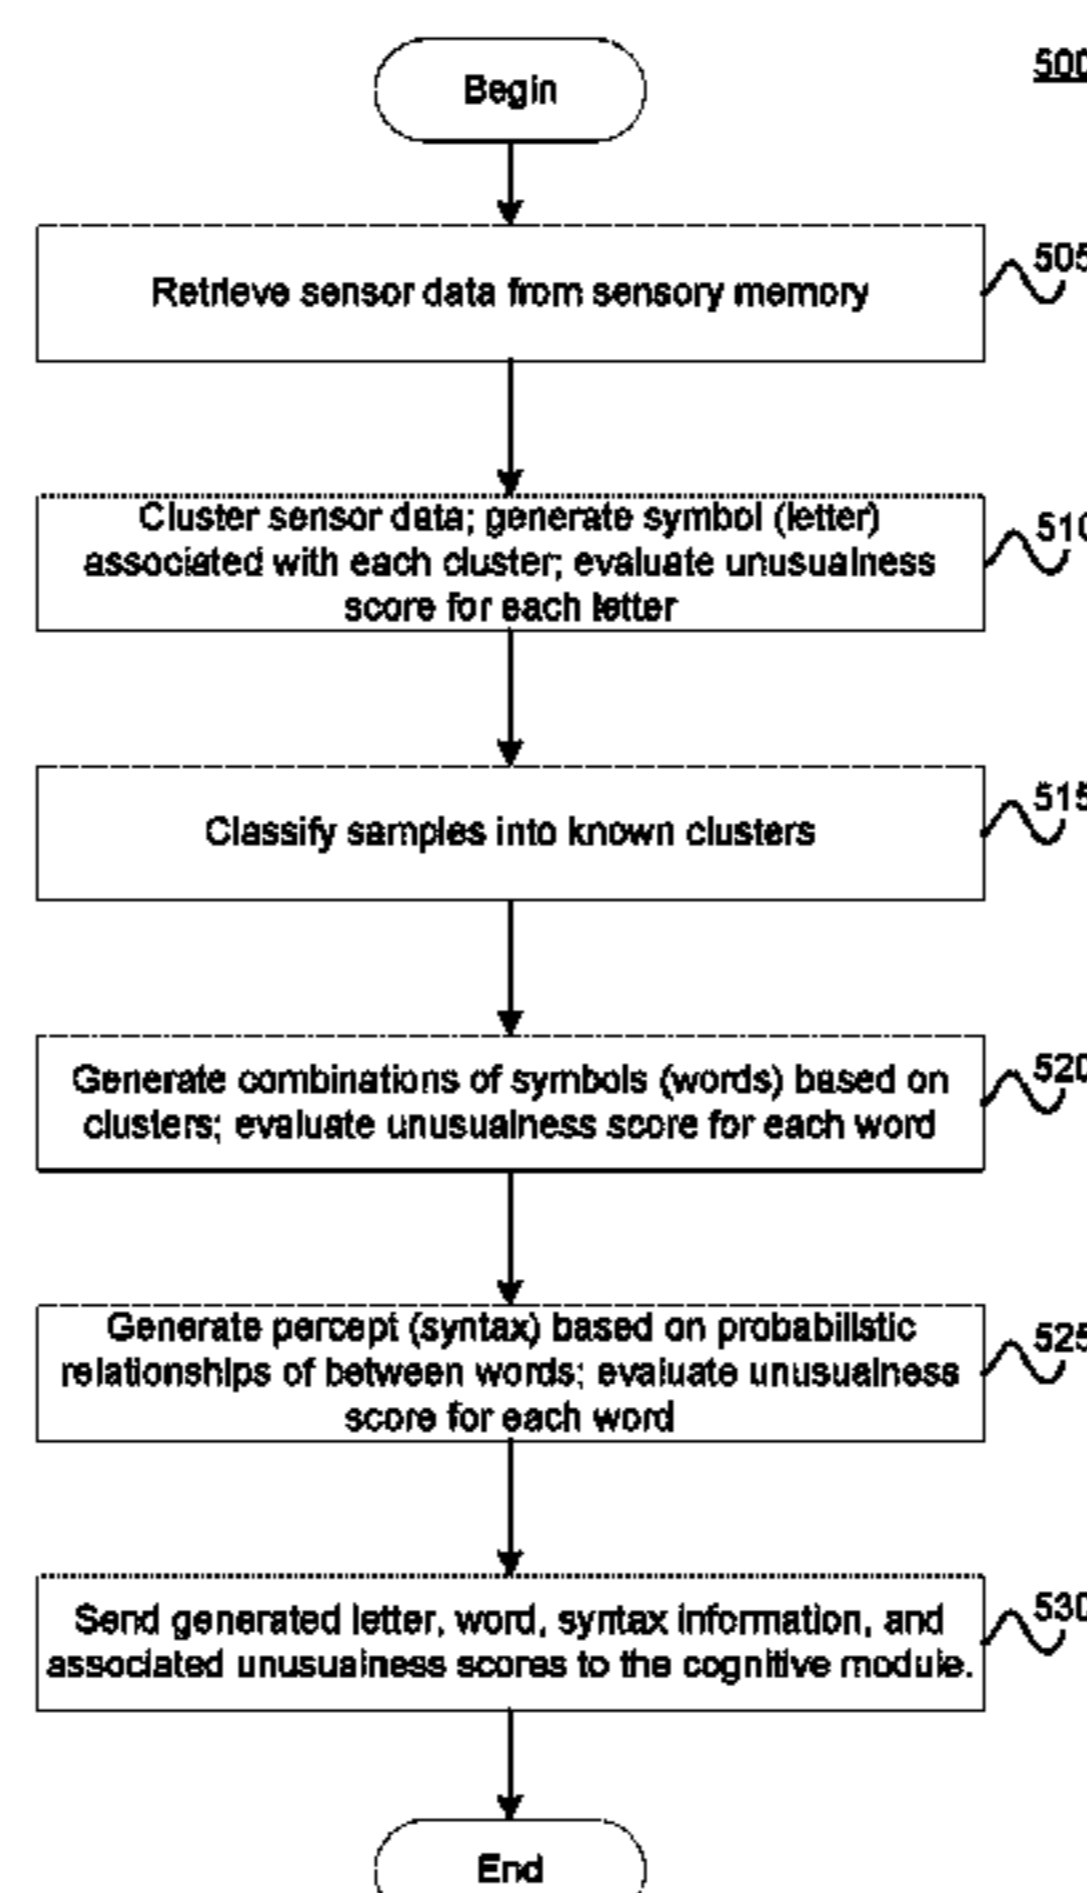 Begin
500
Retrieve sensor data from sensory memory
505
Cluster sensor data; generate symbol (letter)
associated with each cluster; evaluate unusualness
score for each letter
510
Classify samples into known clusters
515
Generate combinations of symbols (words) based on
clusters; evaluate unusualness score for each word
520
Generate percept (syntax) based on probabilistic
relationships of between words; evaluate unusualness
score for each word
525
Send generated letter, word, syntax information, and
associated unusualness scores to the cognitive module.
530
End